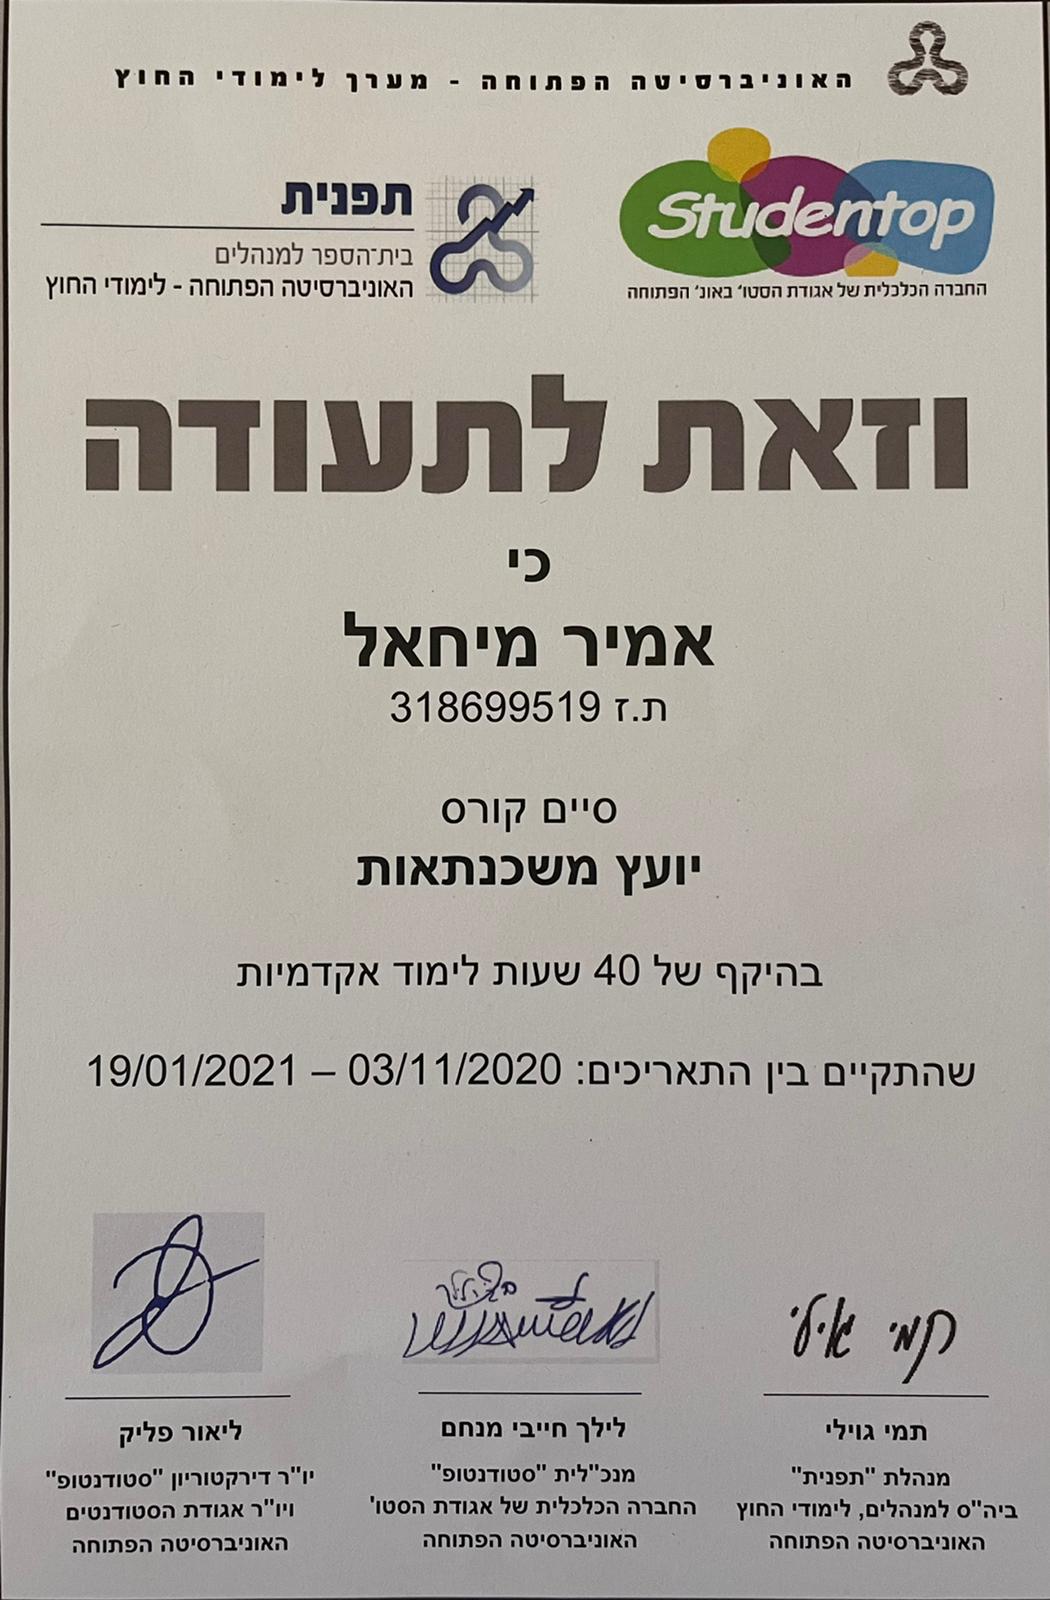 האוניברסיטה הפתוחה - מערך לימודי החוץ
Studentop
החברה הכלכלית של אגודת הסטו' באונ' הפתוחה
תפנית
בית־הספר למנהלים
האוניברסיטה הפתוחה - לימודי החוץ
וזאת לתעודה
כי
אמיר מיחאל
ת.ז 318699519
סיים קורס
יועץ משכנתאות
בהיקף של 40 שעות לימוד אקדמיות
שהתקיים בין התאריכים: 03/11/2020 – 19/01/2021
תמי גוילי
מנהלת "תפנית"
ביה"ס למנהלים, לימודי החוץ
האוניברסיטה הפתוחה
לילך חייבי מנחם
מנכ"לית "סטודנטופ"
החברה הכלכלית של אגודת הסטו'
האוניברסיטה הפתוחה
ליאור פליק
יו"ר דירקטוריון "סטודנטופ"
ויו"ר אגודת הסטודנטים
האוניברסיטה הפתוחה